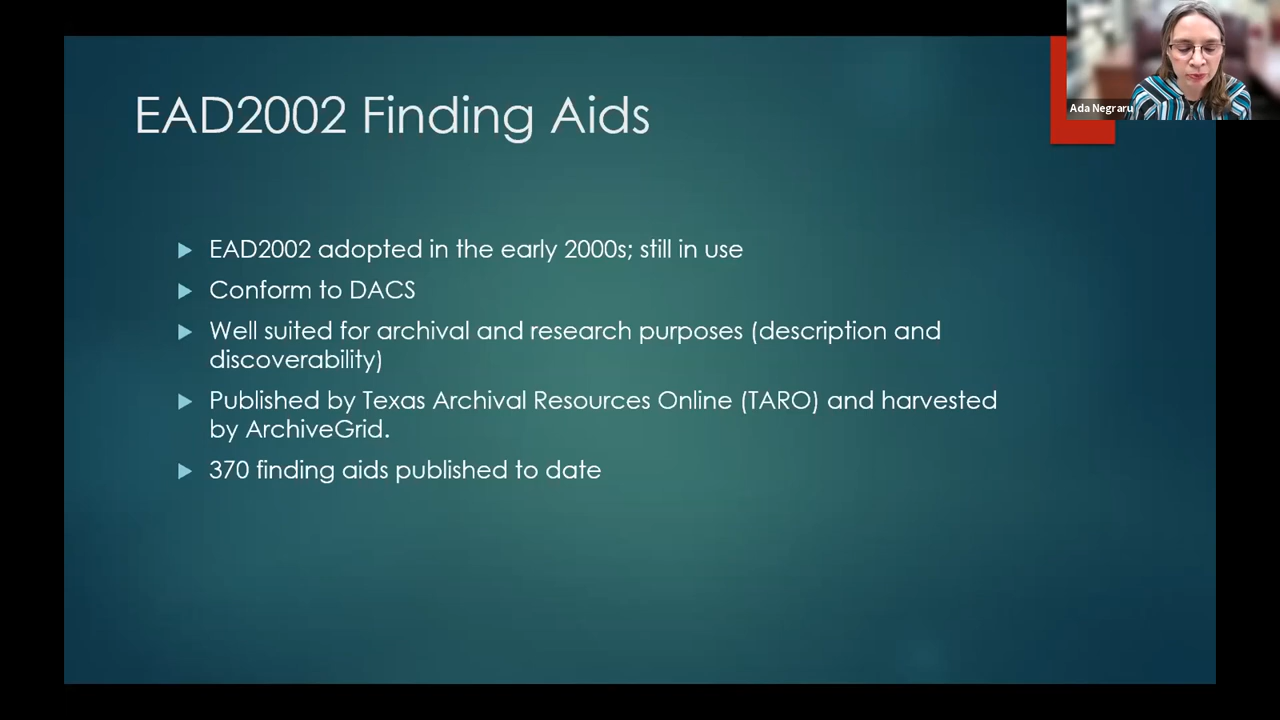 EAD2002 Finding Aids
Ada Negraru
EAD2002 adopted in the early 2000s; still in use
Conform to DACS
Well suited for archival and research purposes (description and
discoverability)
Published by Texas Archival Resources Online (TARO) and harvested
by ArchiveGrid.
370 finding aids published to date